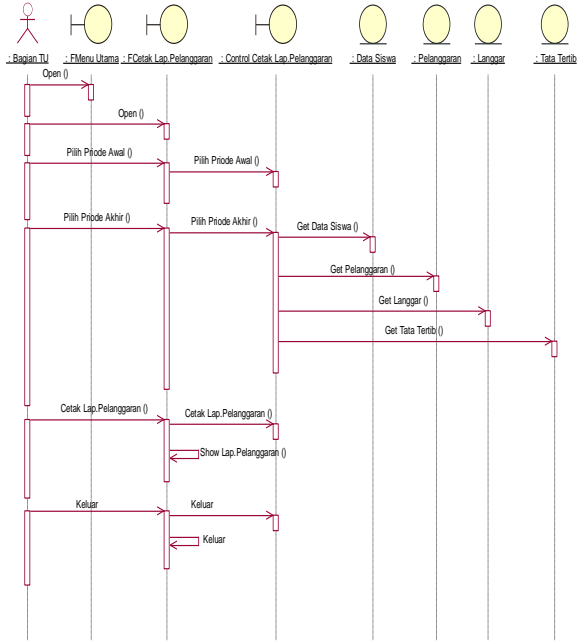 : Bagian TU
: FMenu Utama
: FCetak Lap.Pelanggaran
: Control Cetak Lap.Pelanggaran
: Data Siswa
: Pelanggaran
: Langgar
: Tata Tertib
Open ()
Open ()
Pilih Priode Awal ()
Pilih Priode Awal ()
Pilih Priode Akhir ()
Pilih Priode Akhir ()
Get Data Siswa ()
Get Pelanggaran ()
Get Langgar ()
Get Tata Tertib ()
Cetak Lap.Pelanggaran ()
Cetak Lap.Pelanggaran ()
Show Lap.Pelanggaran ()
Keluar
Keluar
Keluar